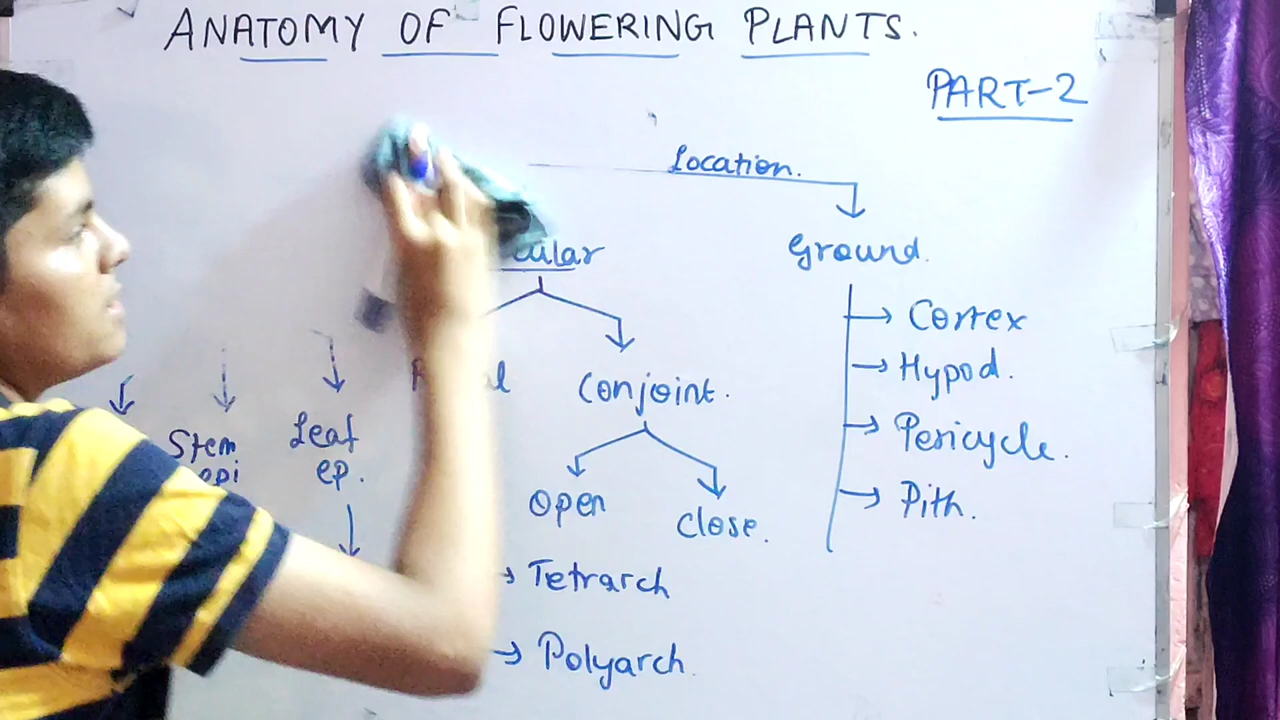 ANATOMY OF FLOWERING PLANTS.
PART-2
Location.
Ground.
Cortex
Hypod.
Pericycle.
Pith.
Conjoint.
Open
Close.
Stem
epi
Leaf
ep.
Tetrarch
Polyarch